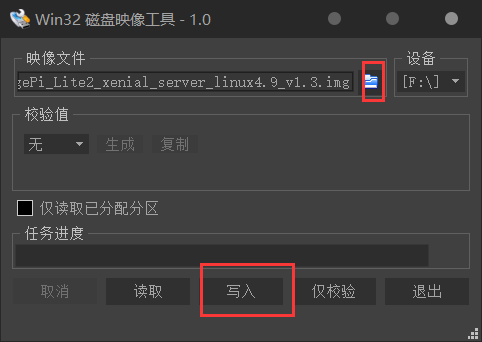 Win32 磁盘映像工具 - 1.0
映像文件 设备
gePi_Lite2_xenial_server_linux4.9_v1.3.img [F:\]
校验值
无 生成 复制
仅读取已分配分区
任务进度
取消 读取 写入 仅校验 退出